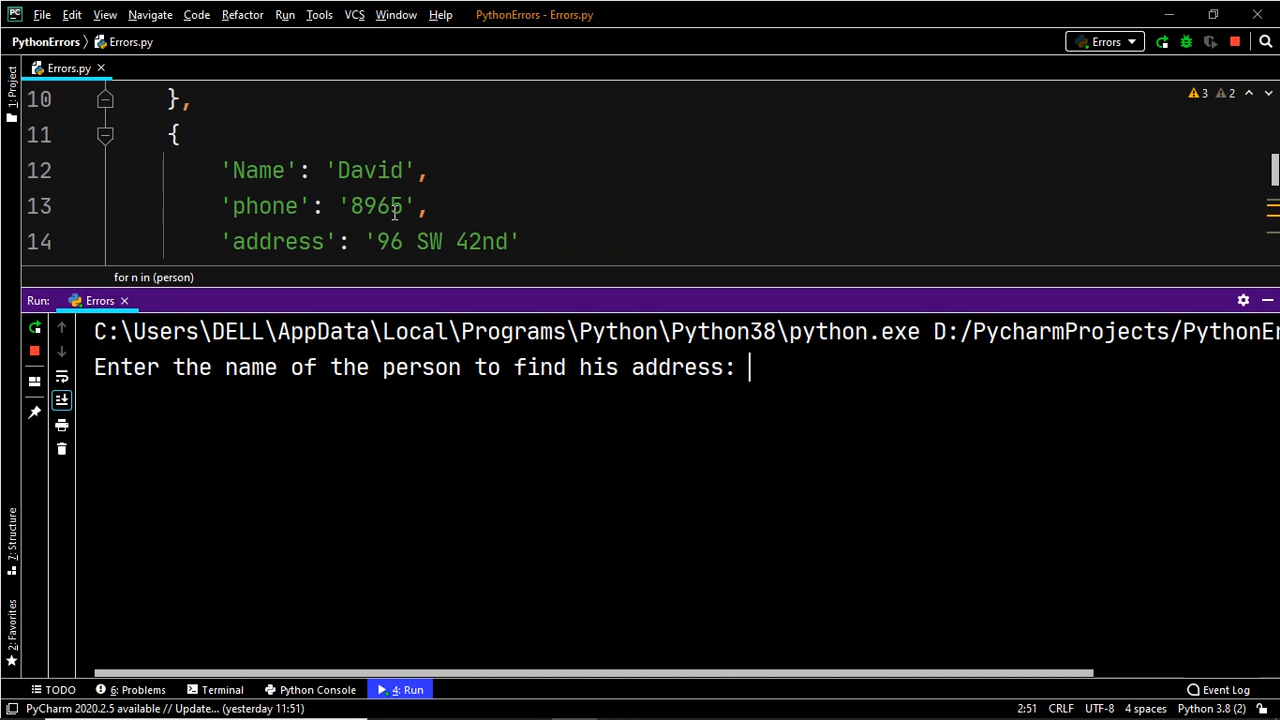 PC File Edit View Navigate Code Refactor Run Tools VCS Window Help PythonErrors - Errors.py
PythonErrors Errors.py Errors
Errors.py
1: Project
10 },
3 2
11 {
12 'Name': 'David',
13 'phone': '8965',
14 'address': '96 SW 42nd'
for n in (person)
Run: Errors
C:\Users\DELL\AppData\Local\Programs\Python\Python38\python.exe D:/PycharmProjects/PythonEr
Enter the name of the person to find his address:
7: Structure
2: Favorites
TODO 6: Problems Terminal Python Console 4: Run Event Log
PyCharm 2020.2.5 available // Update... (yesterday 11:51) 2:51 CRLF UTF-8 4 spaces Python 3.8 (2)